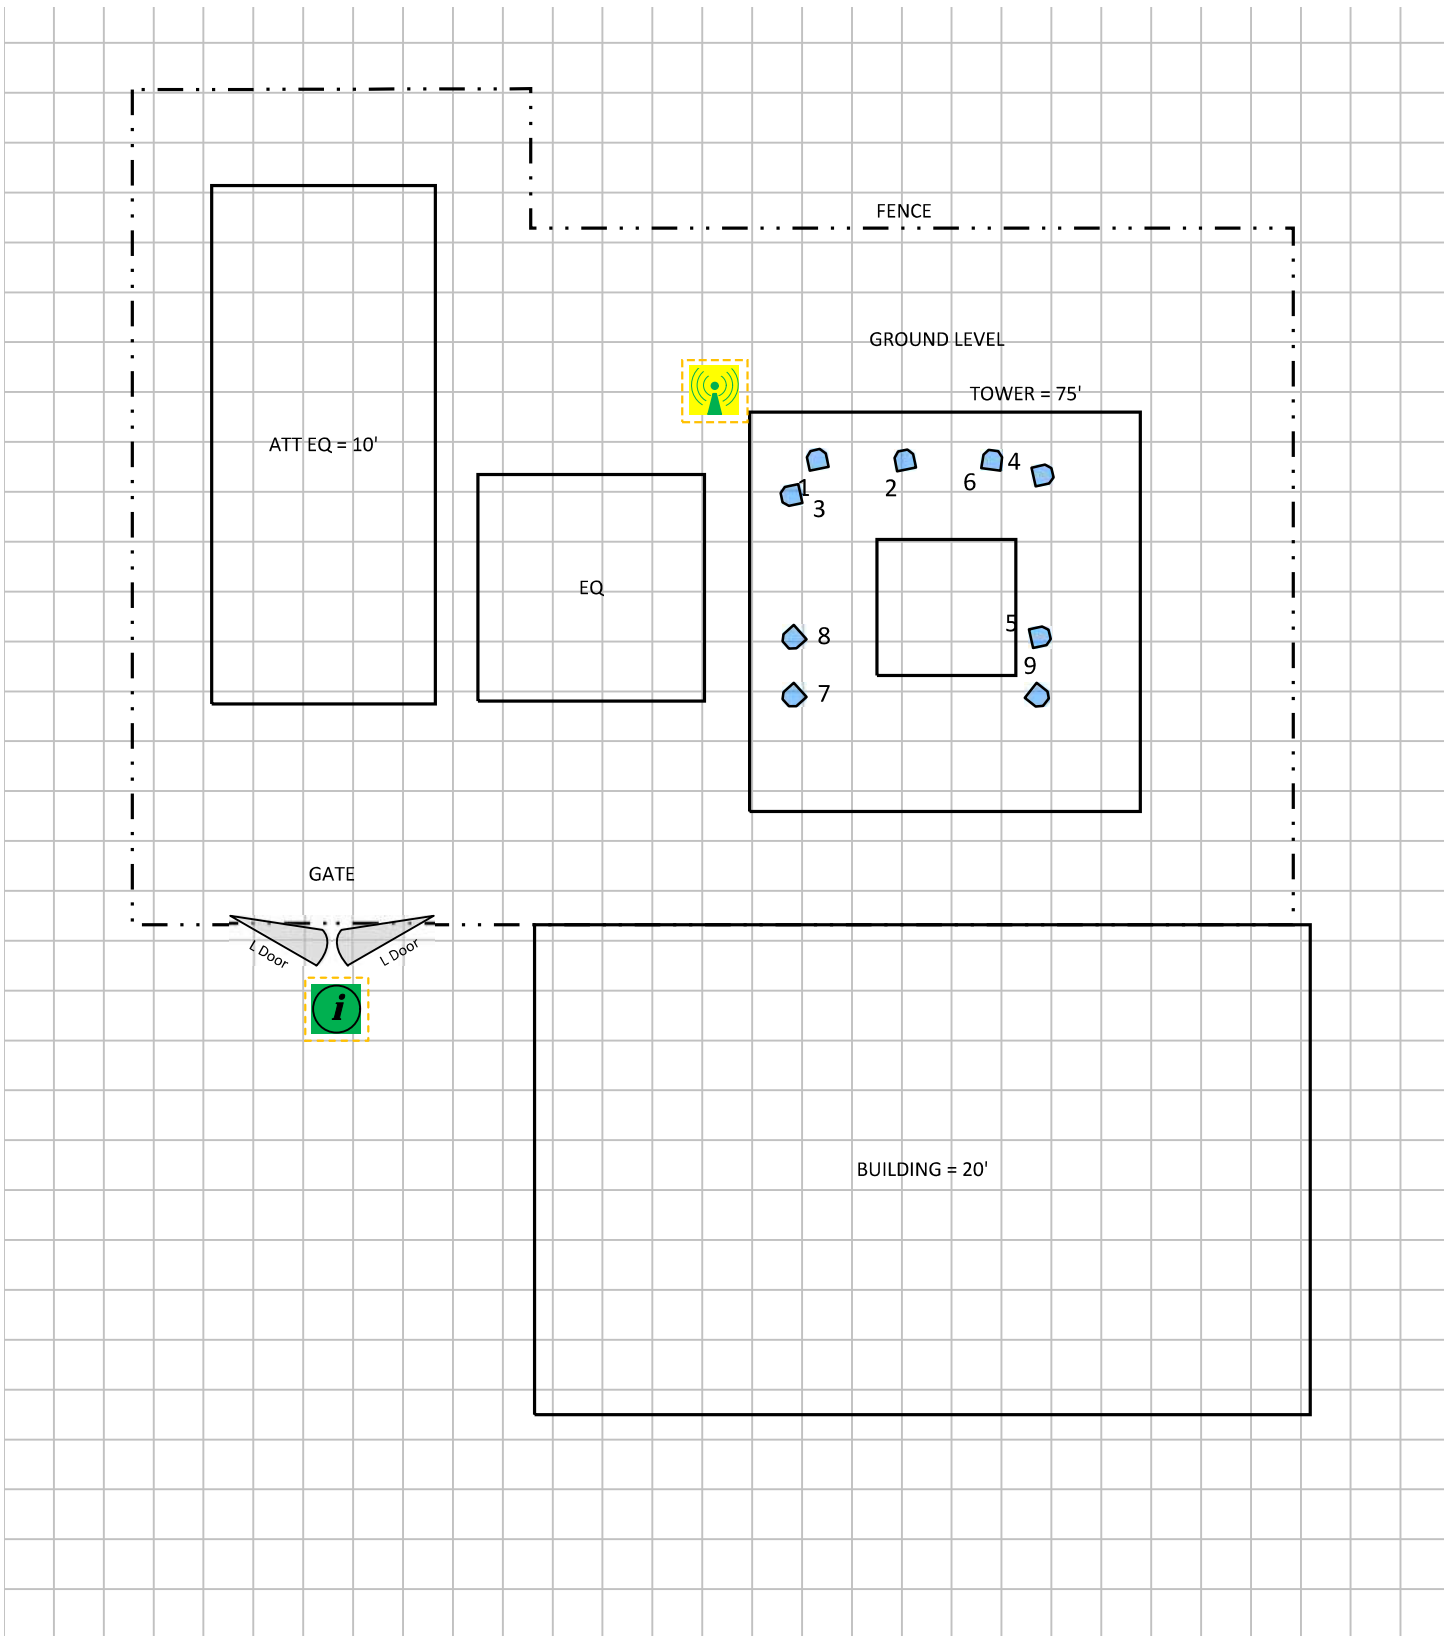 FENCE
GROUND LEVEL
TOWER = 75'
ATT EQ = 10'
4
6
1
2
3
EQ
5
8
9
7
GATE
L Door
L Door
i
BUILDING = 20'